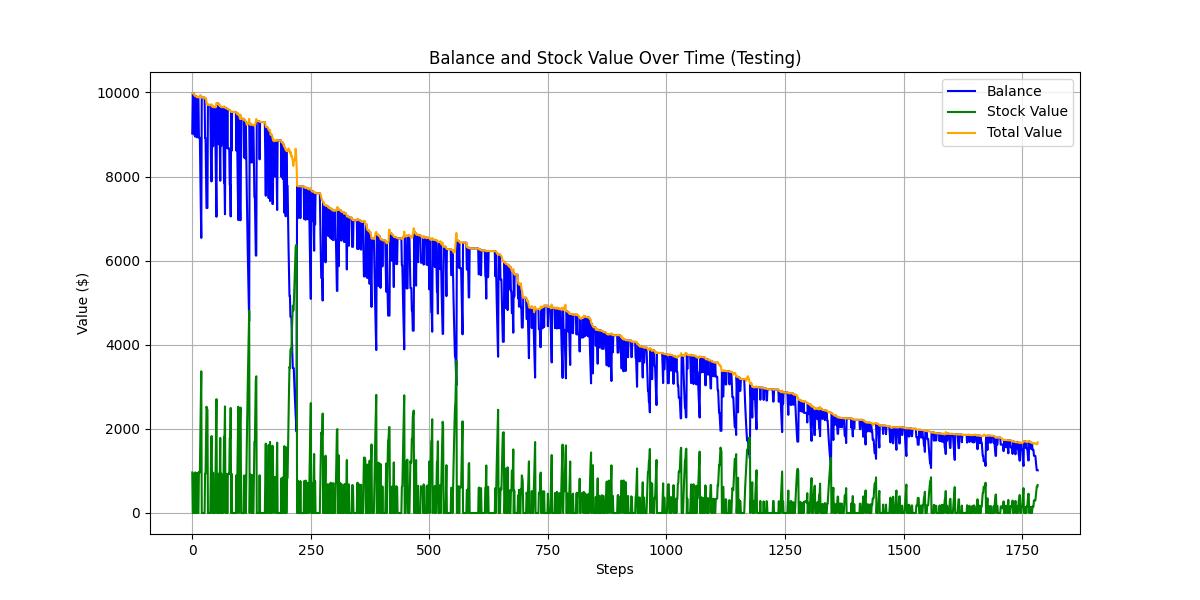 Balance and Stock Value Over Time (Testing)
Balance
Stock Value
Total Value
10000
8000
6000
4000
2000
0
Value ($)
0 250 500 750 1000 1250 1500 1750
Steps